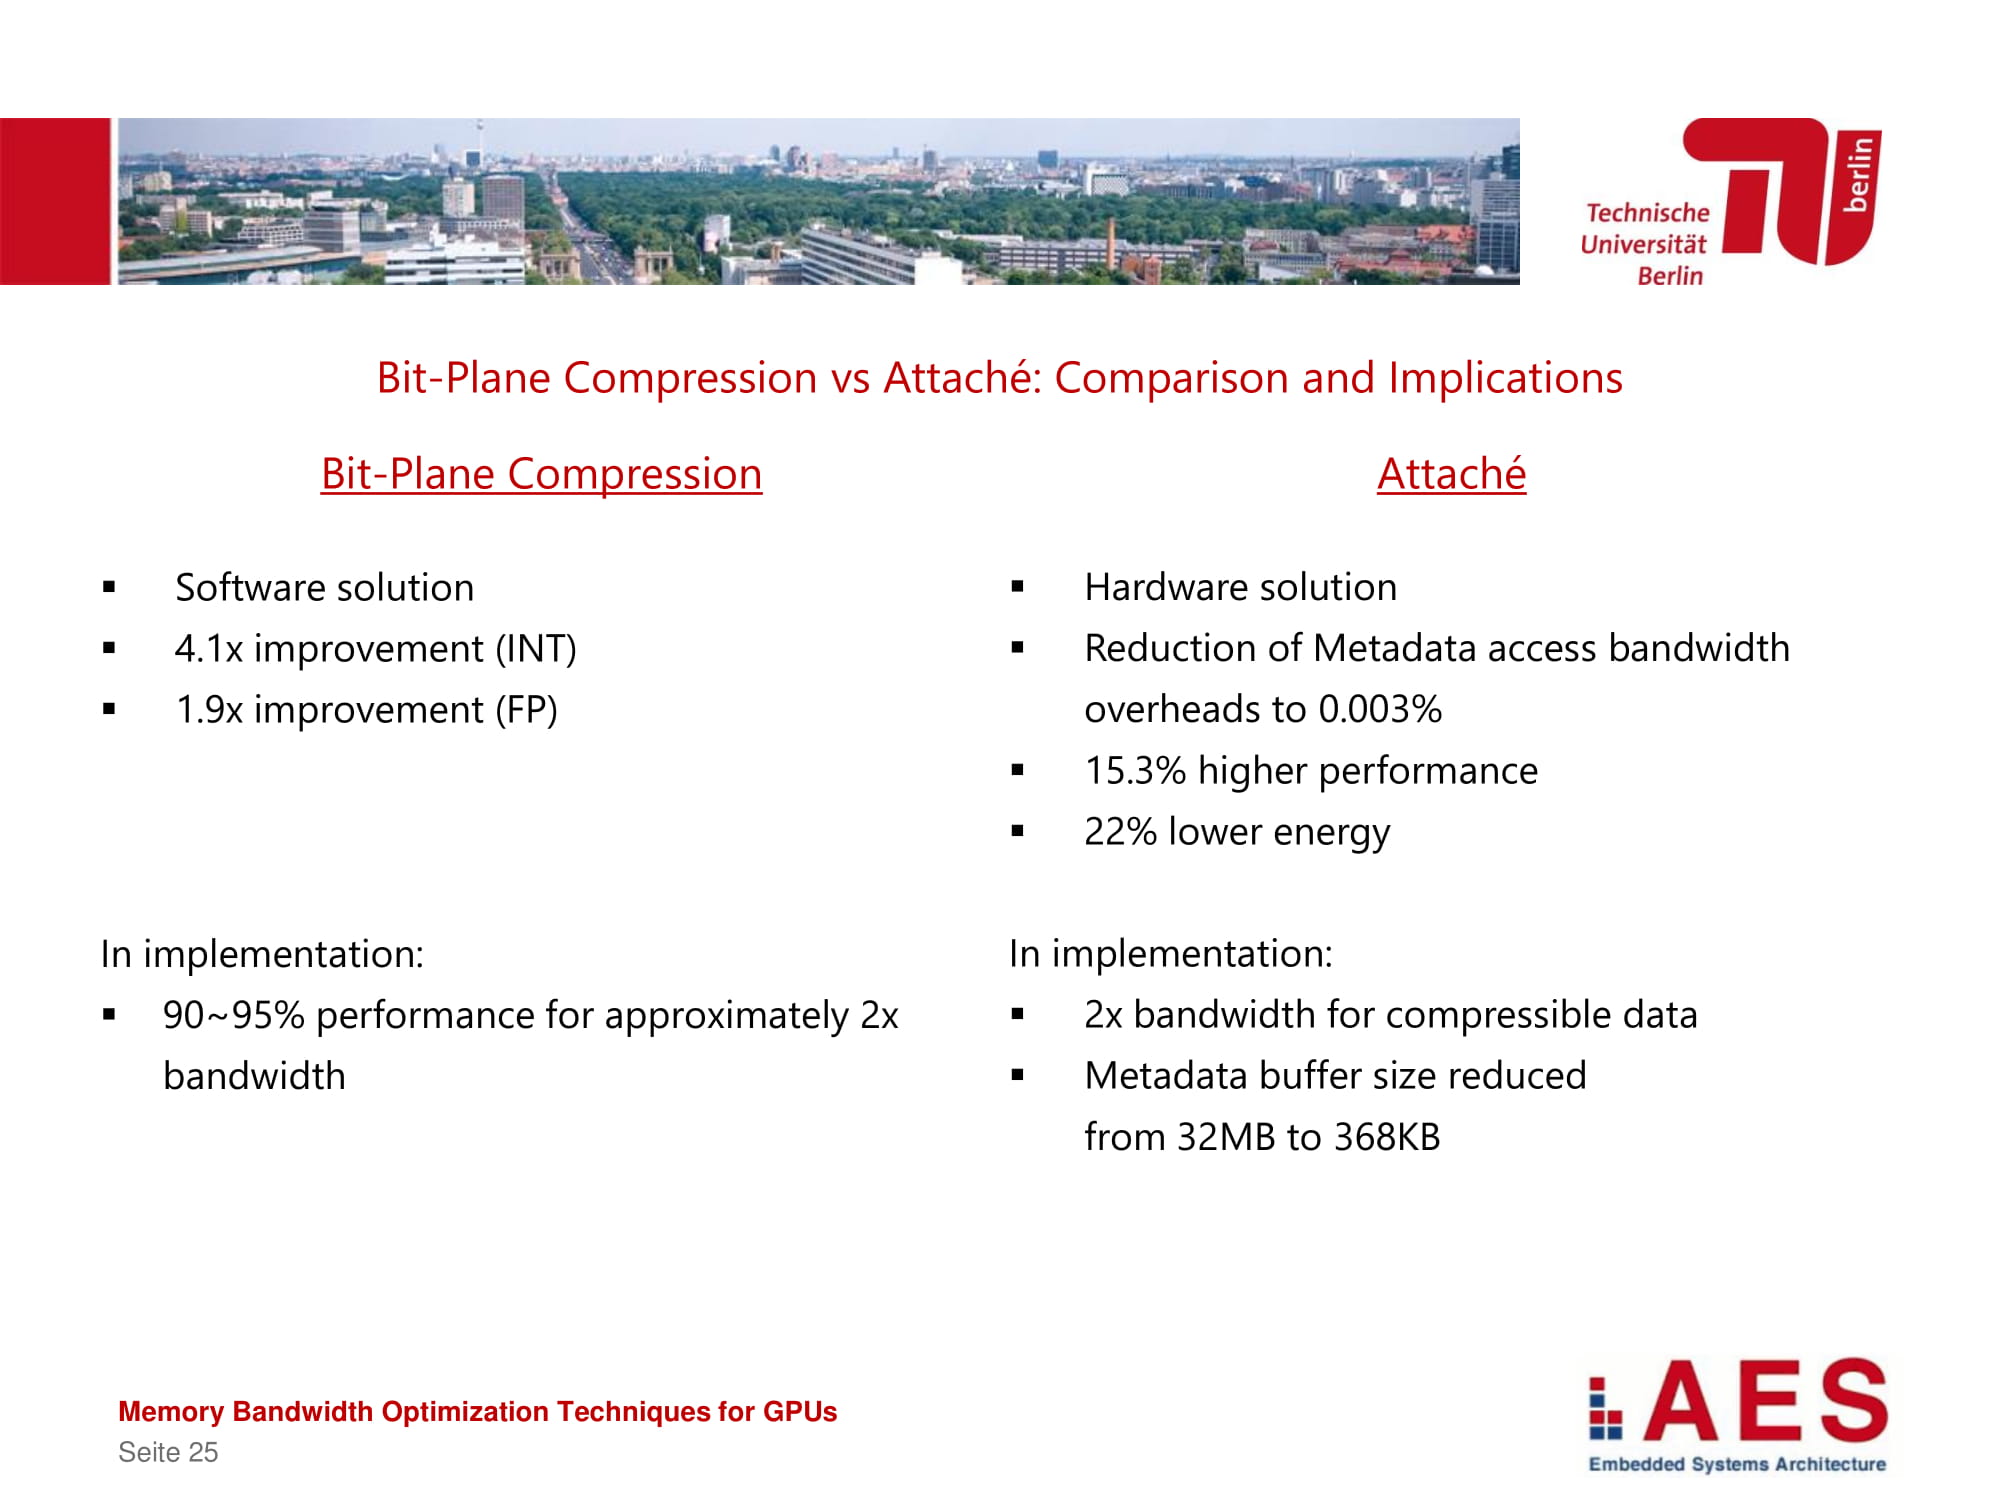 Technische
Universität
Berlin
berlin
Bit-Plane Compression vs Attaché: Comparison and Implications
Bit-Plane Compression
▪ Software solution
▪ 4.1x improvement (INT)
▪ 1.9x improvement (FP)
In implementation:
▪ 90~95% performance for approximately 2x
bandwidth
Attaché
▪ Hardware solution
▪ Reduction of Metadata access bandwidth
overheads to 0.003%
▪ 15.3% higher performance
▪ 22% lower energy
In implementation:
▪ 2x bandwidth for compressible data
▪ Metadata buffer size reduced
from 32MB to 368KB
Memory Bandwidth Optimization Techniques for GPUs
Seite 25
AES
Embedded Systems Architecture